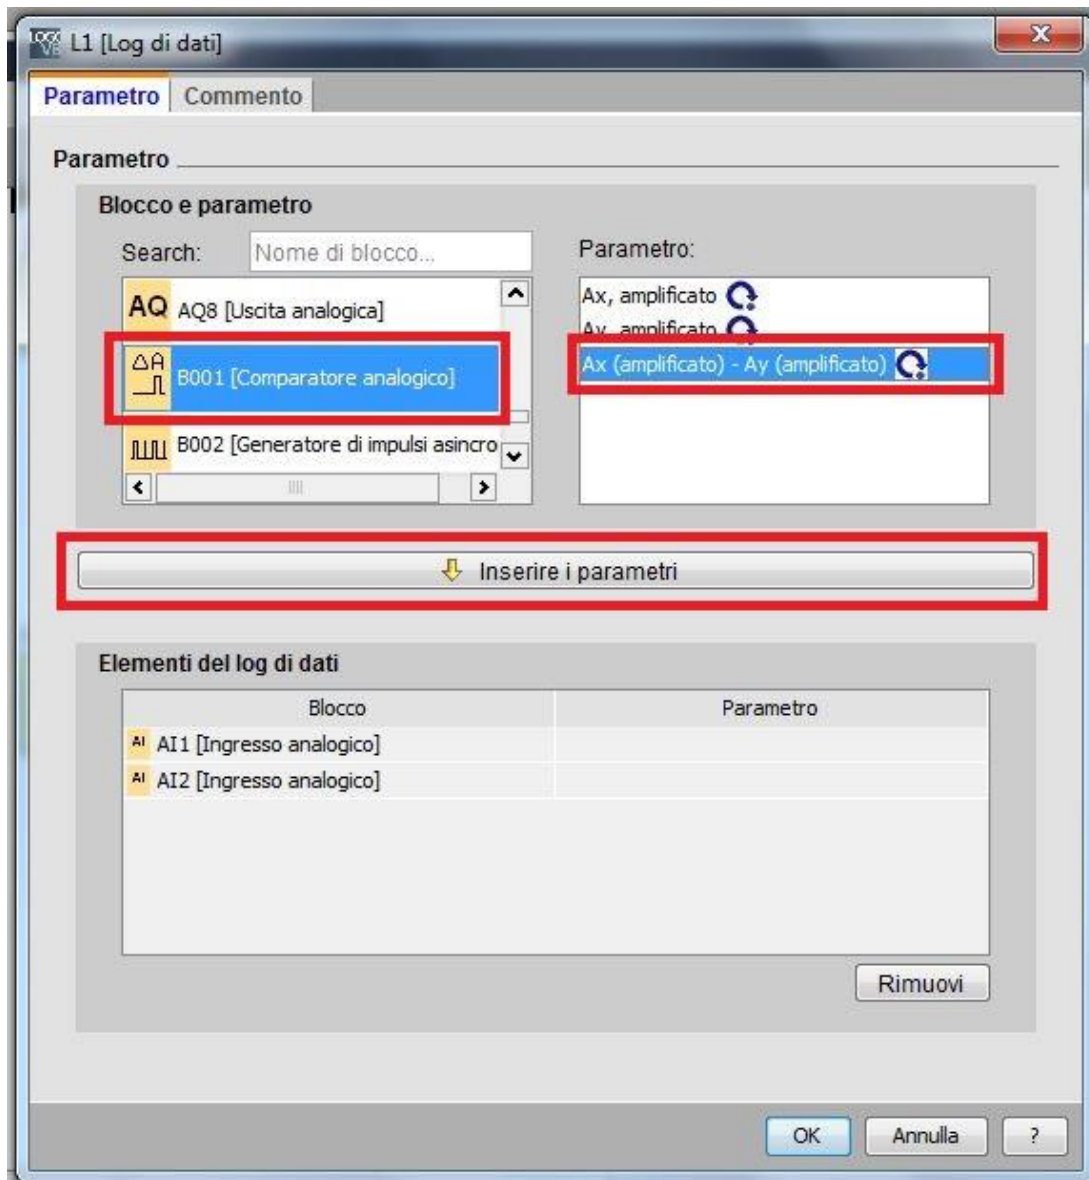 L1 [Log di dati]
Parametro Commento
Parametro
Blocco e parametro
Search: Nome di blocco...
Parametro:
AQ AQ8 [Uscita analogica]
B001 [Comparatore analogico]
B002 [Generatore di impulsi asincro
Ax, amplificato
Ay, amplificato
Ax (amplificato) - Ay (amplificato)
Inserire i parametri
Elementi del log di dati
Blocco Parametro
AI AI1 [Ingresso analogico]
AI AI2 [Ingresso analogico]
Rimuovi
OK Annulla ?